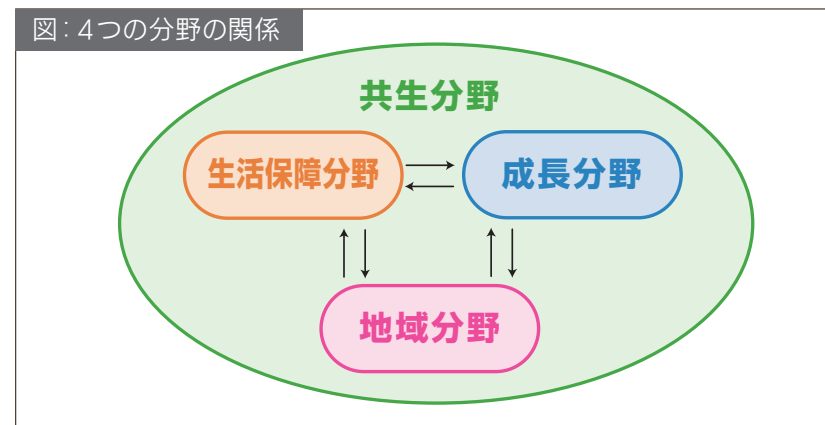 図：4つの分野の関係
共生分野
生活保障分野
成長分野
地域分野